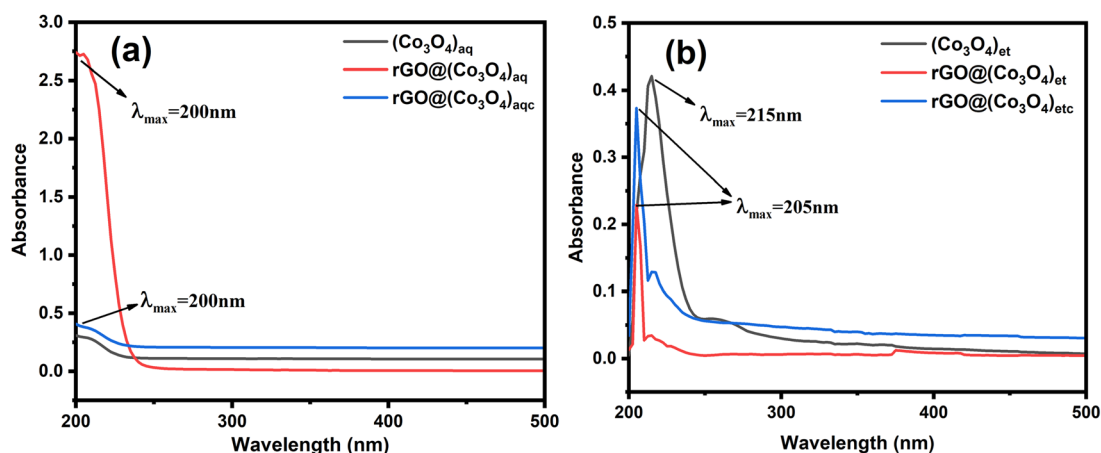 (a)
(Co₃O₄)aq
rGO@(Co₃O₄)aq
rGO@(Co₃O₄)aqc
λmax=200nm
λmax=200nm
3.0
2.5
2.0
1.5
1.0
0.5
0.0
Absorbance
200 300 400 500
Wavelength (nm)
(b)
(Co₃O₄)et
rGO@(Co₃O₄)et
rGO@(Co₃O₄)etc
λmax=215nm
λmax=205nm
0.5
0.4
0.3
0.2
0.1
0.0
Absorbance
200 300 400 500
Wavelength (nm)